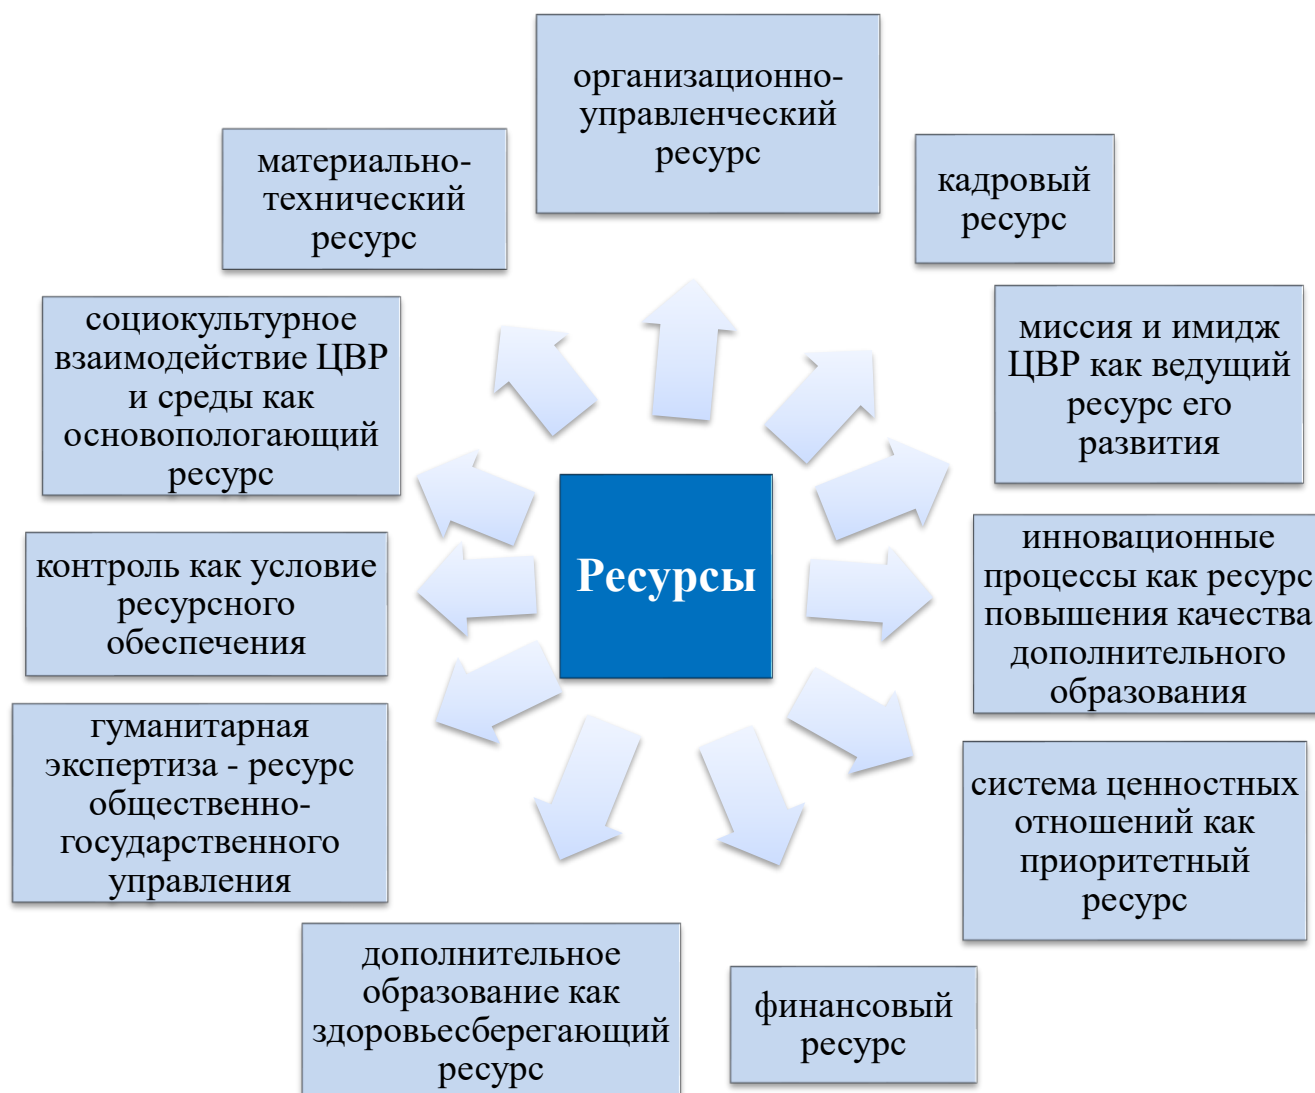 организационно-
управленческий
ресурс
материально-
технический
ресурс
кадровый
ресурс
социокультурное
взаимодействие ЦВР
и среды как
основопологающий
ресурс
миссия и имидж
ЦВР как ведущий
ресурс его
развития
контроль как условие
ресурсного
обеспечения
Ресурсы
инновационные
процессы как ресурс
повышения качества
дополнительного
образования
гуманитарная
экспертиза - ресурс
общественно-
государственного
управления
система ценностных
отношений как
приоритетный
ресурс
дополнительное
образование как
здоровьесберегающий
ресурс
финансовый
ресурс